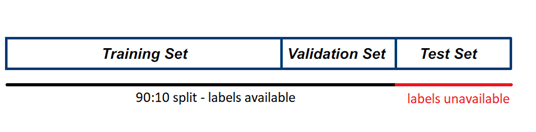 Training Set Validation Set Test Set
90:10 split - labels available labels unavailable